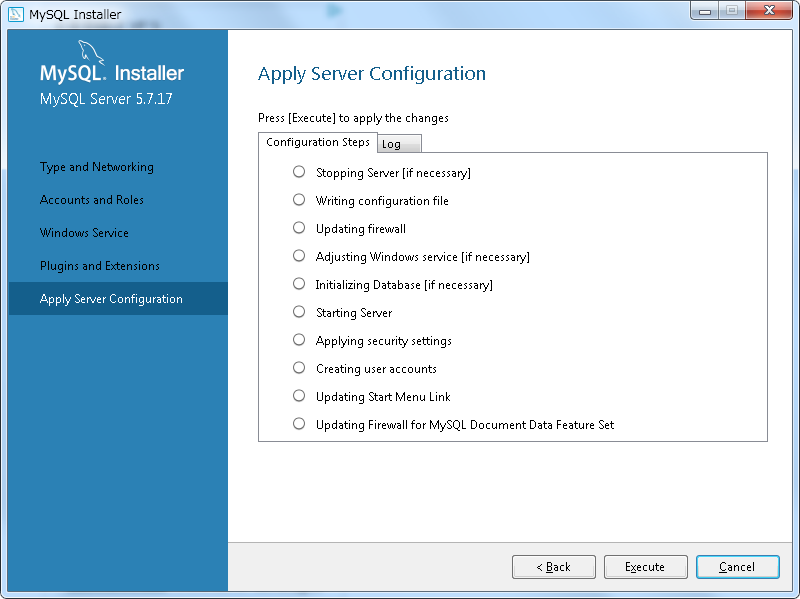 MySQL Installer
MySQL. Installer
MySQL Server 5.7.17
Type and Networking
Accounts and Roles
Windows Service
Plugins and Extensions
Apply Server Configuration
Apply Server Configuration
Press [Execute] to apply the changes
Configuration Steps
Log
Stopping Server [if necessary]
Writing configuration file
Updating firewall
Adjusting Windows service [if necessary]
Initializing Database [if necessary]
Starting Server
Applying security settings
Creating user accounts
Updating Start Menu Link
Updating Firewall for MySQL Document Data Feature Set
< Back
Execute
Cancel